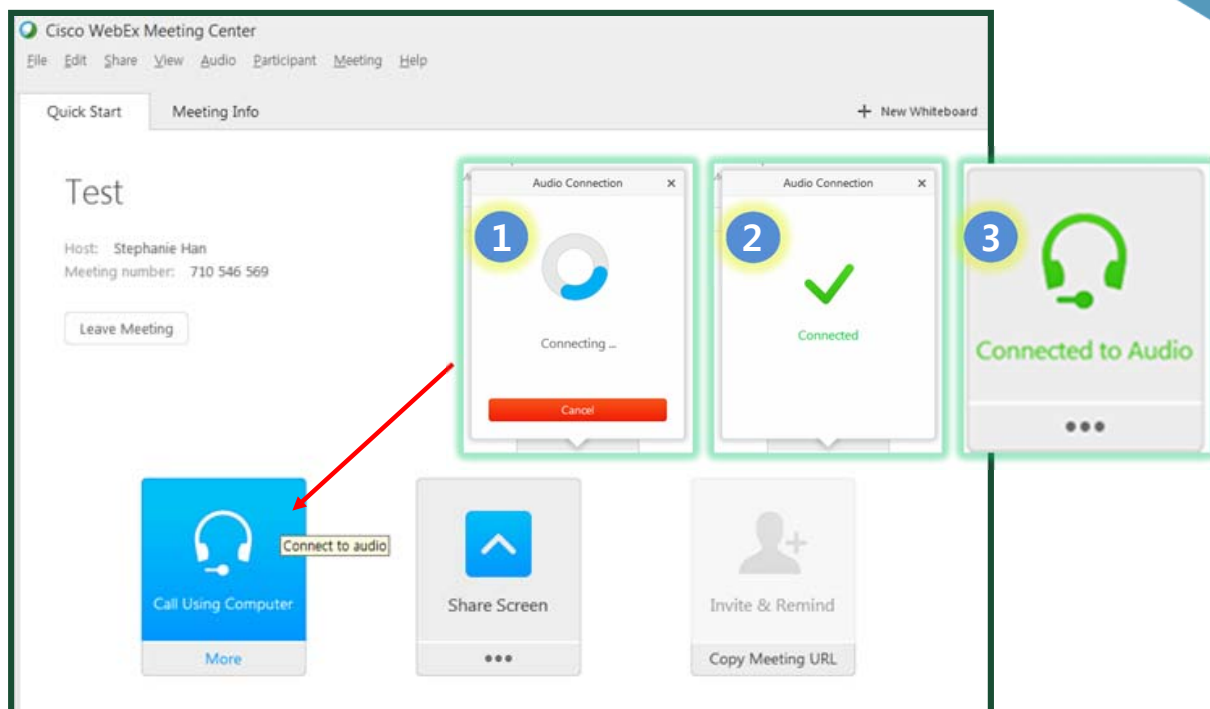 Cisco WebEx Meeting Center
File Edit Share View Audio Participant Meeting Help
Quick Start Meeting Info + New Whiteboard
Test
Host: Stephanie Han
Meeting number: 710 546 569
Leave Meeting
1
Audio Connection
Connecting ...
Cancel
2
Audio Connection
Connected
3
Connected to Audio
Call Using Computer
Connect to audio
More
Share Screen
Invite & Remind
Copy Meeting URL